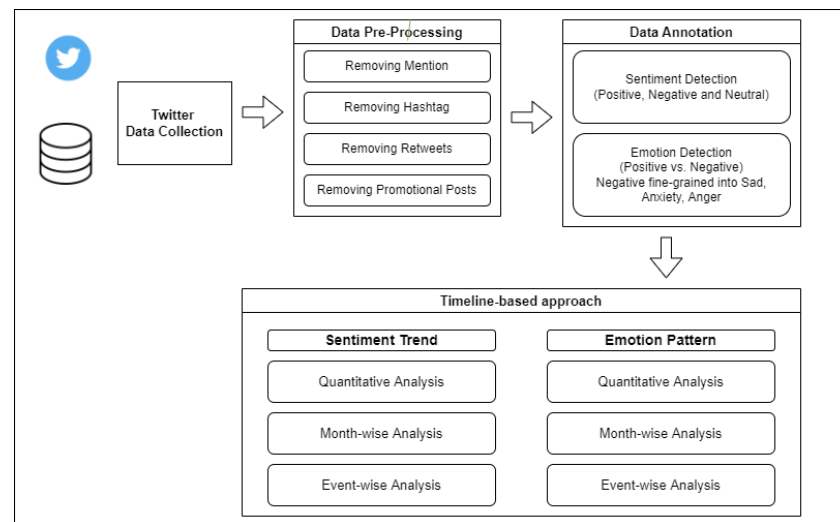 Twitter
Data Collection
Data Pre-Processing
Removing Mention
Removing Hashtag
Removing Retweets
Removing Promotional Posts
Data Annotation
Sentiment Detection
(Positive, Negative and Neutral)
Emotion Detection
(Positive vs. Negative)
Negative fine-grained into Sad,
Anxiety, Anger
Timeline-based approach
Sentiment Trend
Quantitative Analysis
Month-wise Analysis
Event-wise Analysis
Emotion Pattern
Quantitative Analysis
Month-wise Analysis
Event-wise Analysis